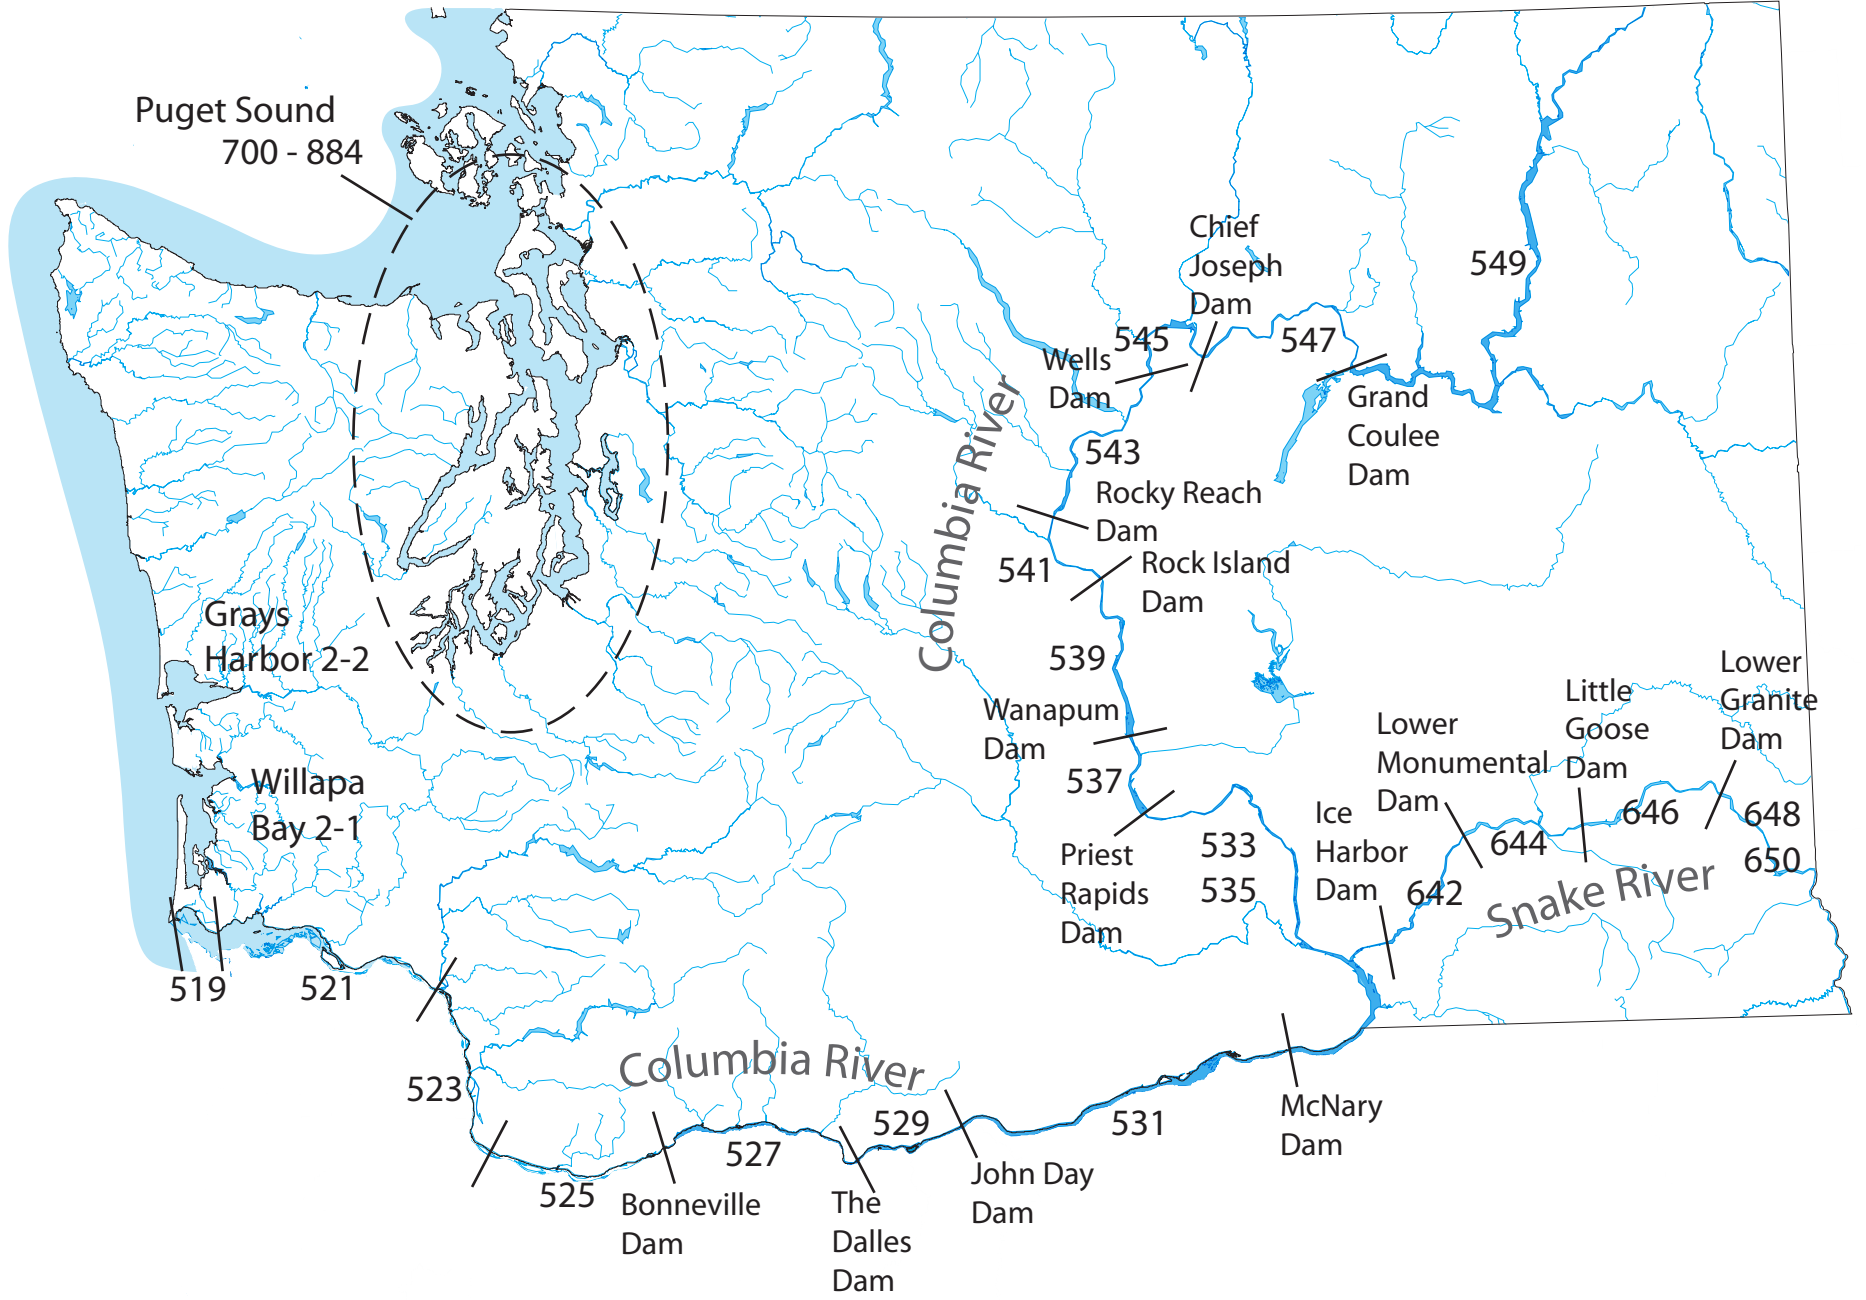 Puget Sound
700 - 884
Chief
Joseph
Dam
549
545
547
Wells
Dam
Grand
Coulee
Dam
Columbia River
543
Rocky Reach
Dam
541
Rock Island
Dam
Grays
Harbor 2-2
539
Wanapum
Dam
537
Lower
Granite
Dam
Little
Goose
Dam
Lower
Monumental
Dam
Ice
Harbor
Dam
Willapa
Bay 2-1
Priest
Rapids
Dam
533
535
642
644
646
648
650
Snake River
519
521
523
Columbia River
525
Bonneville
Dam
527
The
Dalles
Dam
529
John Day
Dam
531
McNary
Dam